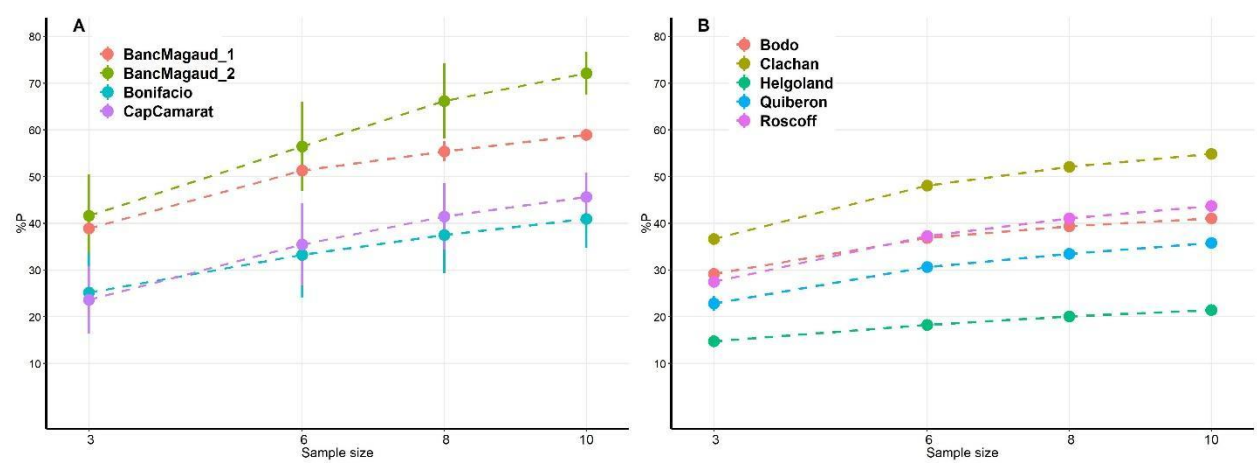 A
BancMagaud_1
BancMagaud_2
Bonifacio
CapCamarat
80
70
60
50
40
30
20
10
%P
3
6
8
10
Sample size
B
Bodo
Clachan
Helgoland
Quiberon
Roscoff
80
70
60
50
40
30
20
10
%P
3
6
8
10
Sample size